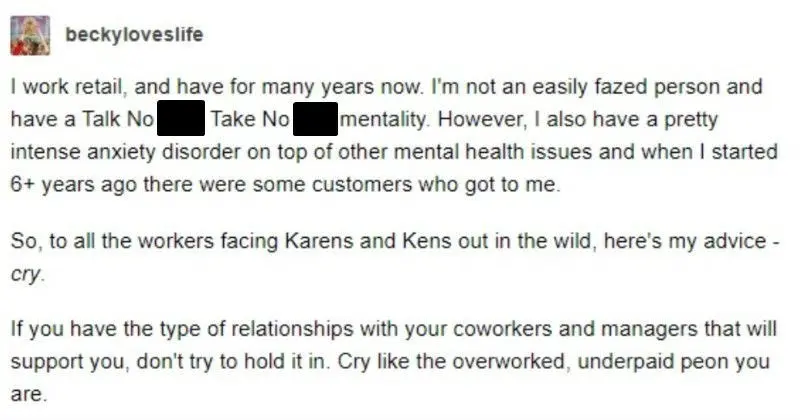 beckyloveslife
I work retail, and have for many years now. I'm not an easily fazed person and
have a Talk No Take No mentality. However, I also have a pretty
intense anxiety disorder on top of other mental health issues and when I started
6+ years ago there were some customers who got to me.
So, to all the workers facing Karens and Kens out in the wild, here's my advice -
cry.
If you have the type of relationships with your coworkers and managers that will
support you, don't try to hold it in. Cry like the overworked, underpaid peon you
are.